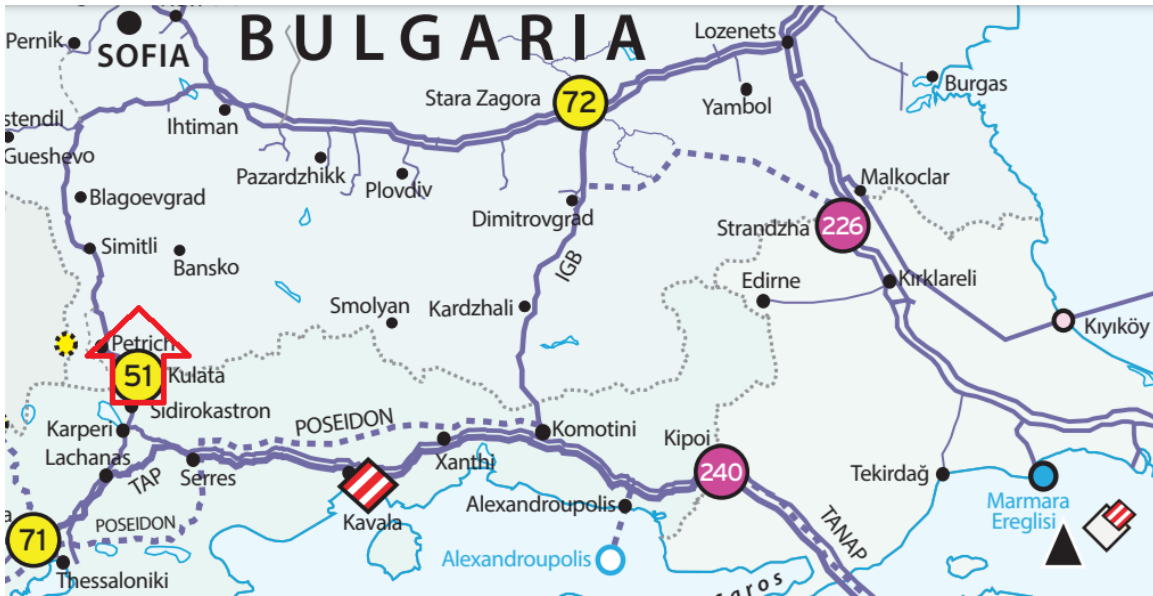 BULGARIA
Pernik
SOFIA
Lozenets
Burgas
Stara Zagora
72
Yambol
stendil
Ihtiman
Gueshevo
Pazardzhikk
Plovdiv
Malkoclar
Blagoevgrad
Dimitrovgrad
Strandzha
226
Simitli
Bansko
IGB
Edirne
Kırklareli
Smolyan
Kardzhali
Kıyıköy
Petrich
51
Kulata
Sidirokastron
POSEIDON
Karperi
Komotini
Kipoi
Xanthi
Lachanas
TAP
Serres
240
Tekirdağ
Kavala
Alexandroupolis
Marmara
Ereglisi
a
POSEIDON
71
TANAP
Alexandroupolis
Thessaloniki
aros